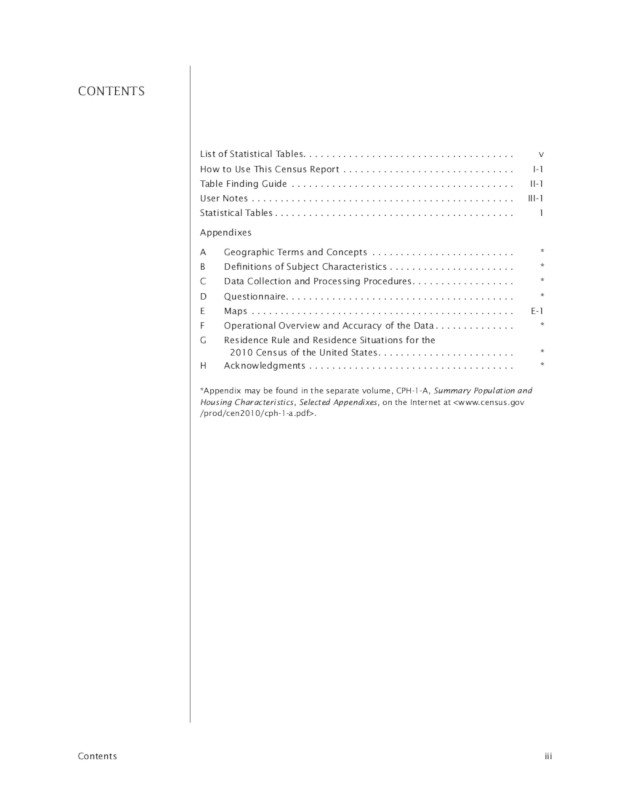 CONTENTS
List of Statistical Tables. . . . . . . . . . . . . . . . . . . . . . . . . . . . . . . . . . . . . v
How to Use This Census Report . . . . . . . . . . . . . . . . . . . . . . . . . . . . . . I-1
Table Finding Guide . . . . . . . . . . . . . . . . . . . . . . . . . . . . . . . . . . . . . . . II-1
User Notes . . . . . . . . . . . . . . . . . . . . . . . . . . . . . . . . . . . . . . . . . . . . . . III-1
Statistical Tables . . . . . . . . . . . . . . . . . . . . . . . . . . . . . . . . . . . . . . . . . . 1
Appendixes
A Geographic Terms and Concepts . . . . . . . . . . . . . . . . . . . . . . . . . *
B Definitions of Subject Characteristics . . . . . . . . . . . . . . . . . . . . . . *
C Data Collection and Processing Procedures. . . . . . . . . . . . . . . . . . *
D Questionnaire. . . . . . . . . . . . . . . . . . . . . . . . . . . . . . . . . . . . . . . . *
E Maps . . . . . . . . . . . . . . . . . . . . . . . . . . . . . . . . . . . . . . . . . . . . . . E-1
F Operational Overview and Accuracy of the Data . . . . . . . . . . . . . . *
G Residence Rule and Residence Situations for the
2010 Census of the United States. . . . . . . . . . . . . . . . . . . . . . . . *
H Acknowledgments . . . . . . . . . . . . . . . . . . . . . . . . . . . . . . . . . . . . *
*Appendix may be found in the separate volume, CPH-1-A, Summary Population and
Housing Characteristics, Selected Appendixes, on the Internet at <www.census.gov
/prod/cen2010/cph-1-a.pdf>.
Contents iii